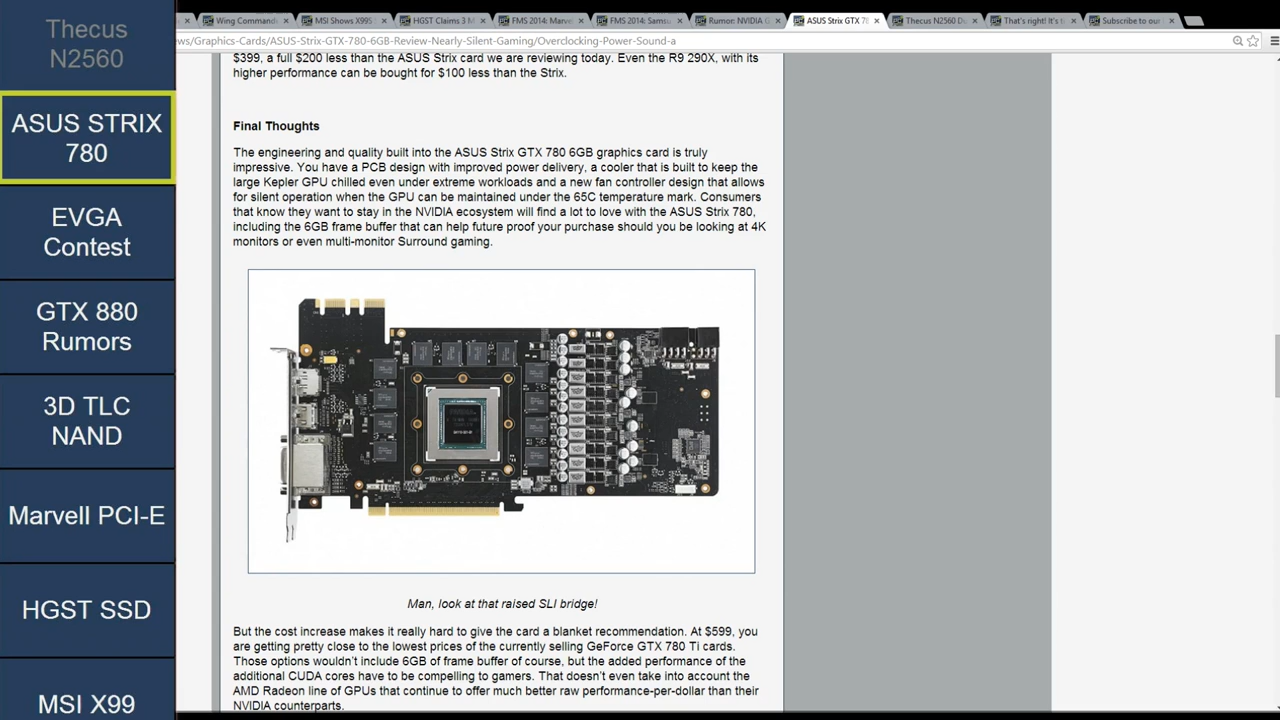 Thecus
N2560
ASUS STRIX
780
EVGA
Contest
GTX 880
Rumors
3D TLC
NAND
Marvell PCI-E
HGST SSD
MSI X99
Wing Command
MSI Shows X99S
HGST Claims 3 M
FMS 2014: Marve
FMS 2014: Samsu
Rumor: NVIDIA G
ASUS Strix GTX 78
Thecus N2560 Du
That's right! It's t
Subscribe to our
ws/Graphics-Cards/ASUS-Strix-GTX-780-6GB-Review-Nearly-Silent-Gaming/Overclocking-Power-Sound-a
$399, a full $200 less than the ASUS Strix card we are reviewing today. Even the R9 290X, with its
higher performance can be bought for $100 less than the Strix.
Final Thoughts
The engineering and quality built into the ASUS Strix GTX 780 6GB graphics card is truly
impressive. You have a PCB design with improved power delivery, a cooler that is built to keep the
large Kepler GPU chilled even under extreme workloads and a new fan controller design that allows
for silent operation when the GPU can be maintained under the 65C temperature mark. Consumers
that know they want to stay in the NVIDIA ecosystem will find a lot to love with the ASUS Strix 780,
including the 6GB frame buffer that can help future proof your purchase should you be looking at 4K
monitors or even multi-monitor Surround gaming.
Man, look at that raised SLI bridge!
But the cost increase makes it really hard to give the card a blanket recommendation. At $599, you
are getting pretty close to the lowest prices of the currently selling GeForce GTX 780 Ti cards.
Those options wouldn't include 6GB of frame buffer of course, but the added performance of the
additional CUDA cores have to be compelling to gamers. That doesn't even take into account the
AMD Radeon line of GPUs that continue to offer much better raw performance-per-dollar than their
NVIDIA counterparts.